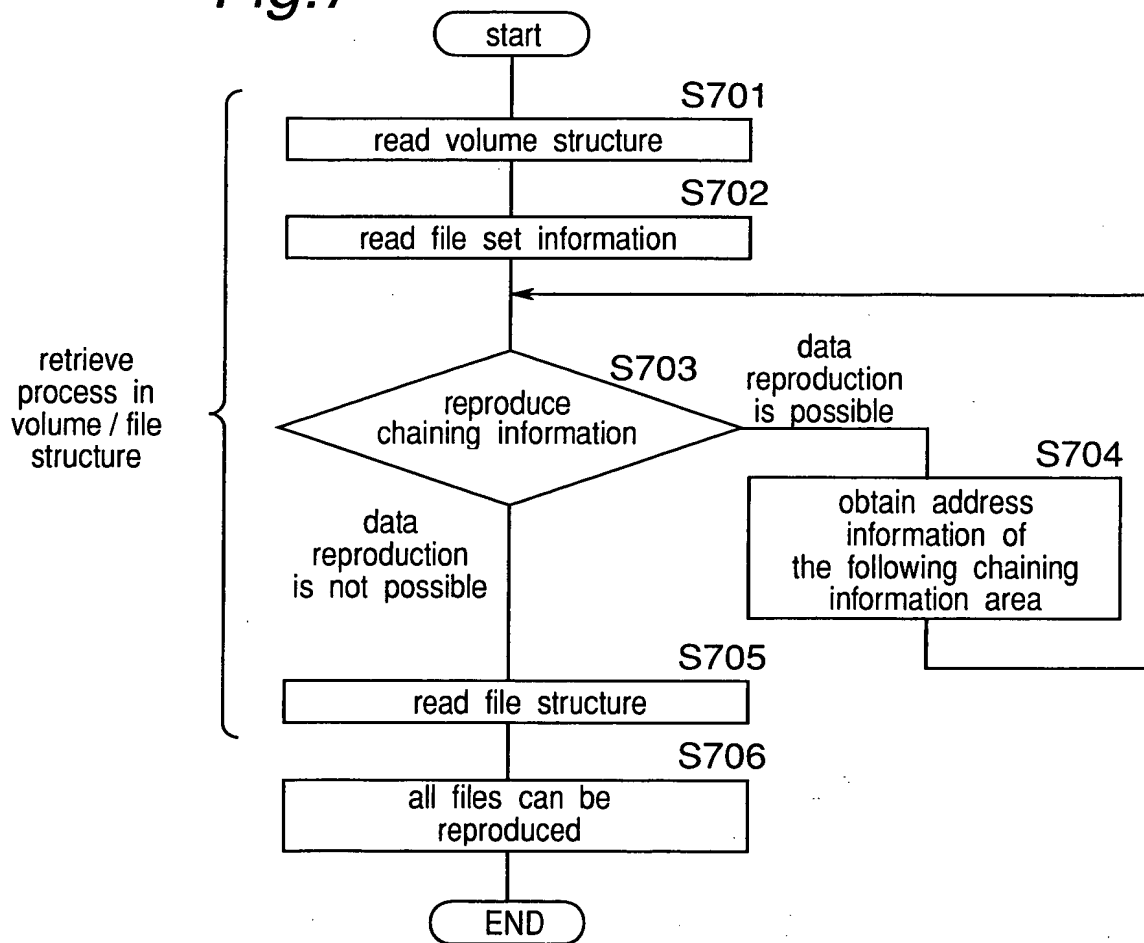 Fig.7
start
S701
read volume structure
S702
read file set information
S703
reproduce
chaining information
data
reproduction
is possible
S704
obtain address
information of
the following chaining
information area
retrieve
process in
volume / file
structure
data
reproduction
is not possible
S705
read file structure
S706
all files can be
reproduced
END